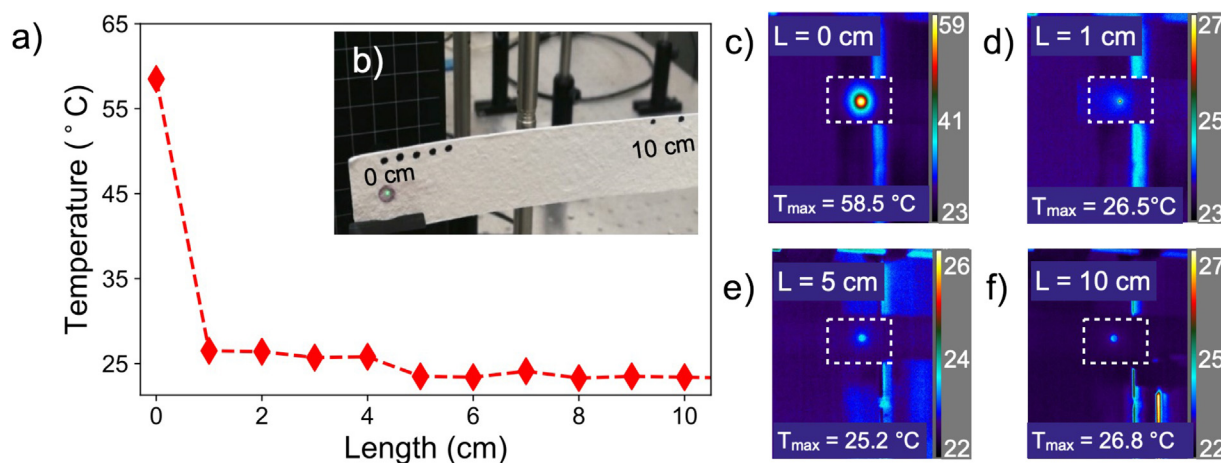 a)
Temperature ( ° C)
65
55
45
35
25
0
2
4
6
8
10
Length (cm)
b)
0 cm
10 cm
c)
L = 0 cm
Tmax = 58.5 °C
59
41
23
d)
L = 1 cm
Tmax = 26.5°C
27
25
23
e)
L = 5 cm
Tmax = 25.2 °C
26
24
22
f)
L = 10 cm
Tmax = 26.8 °C
27
25
22